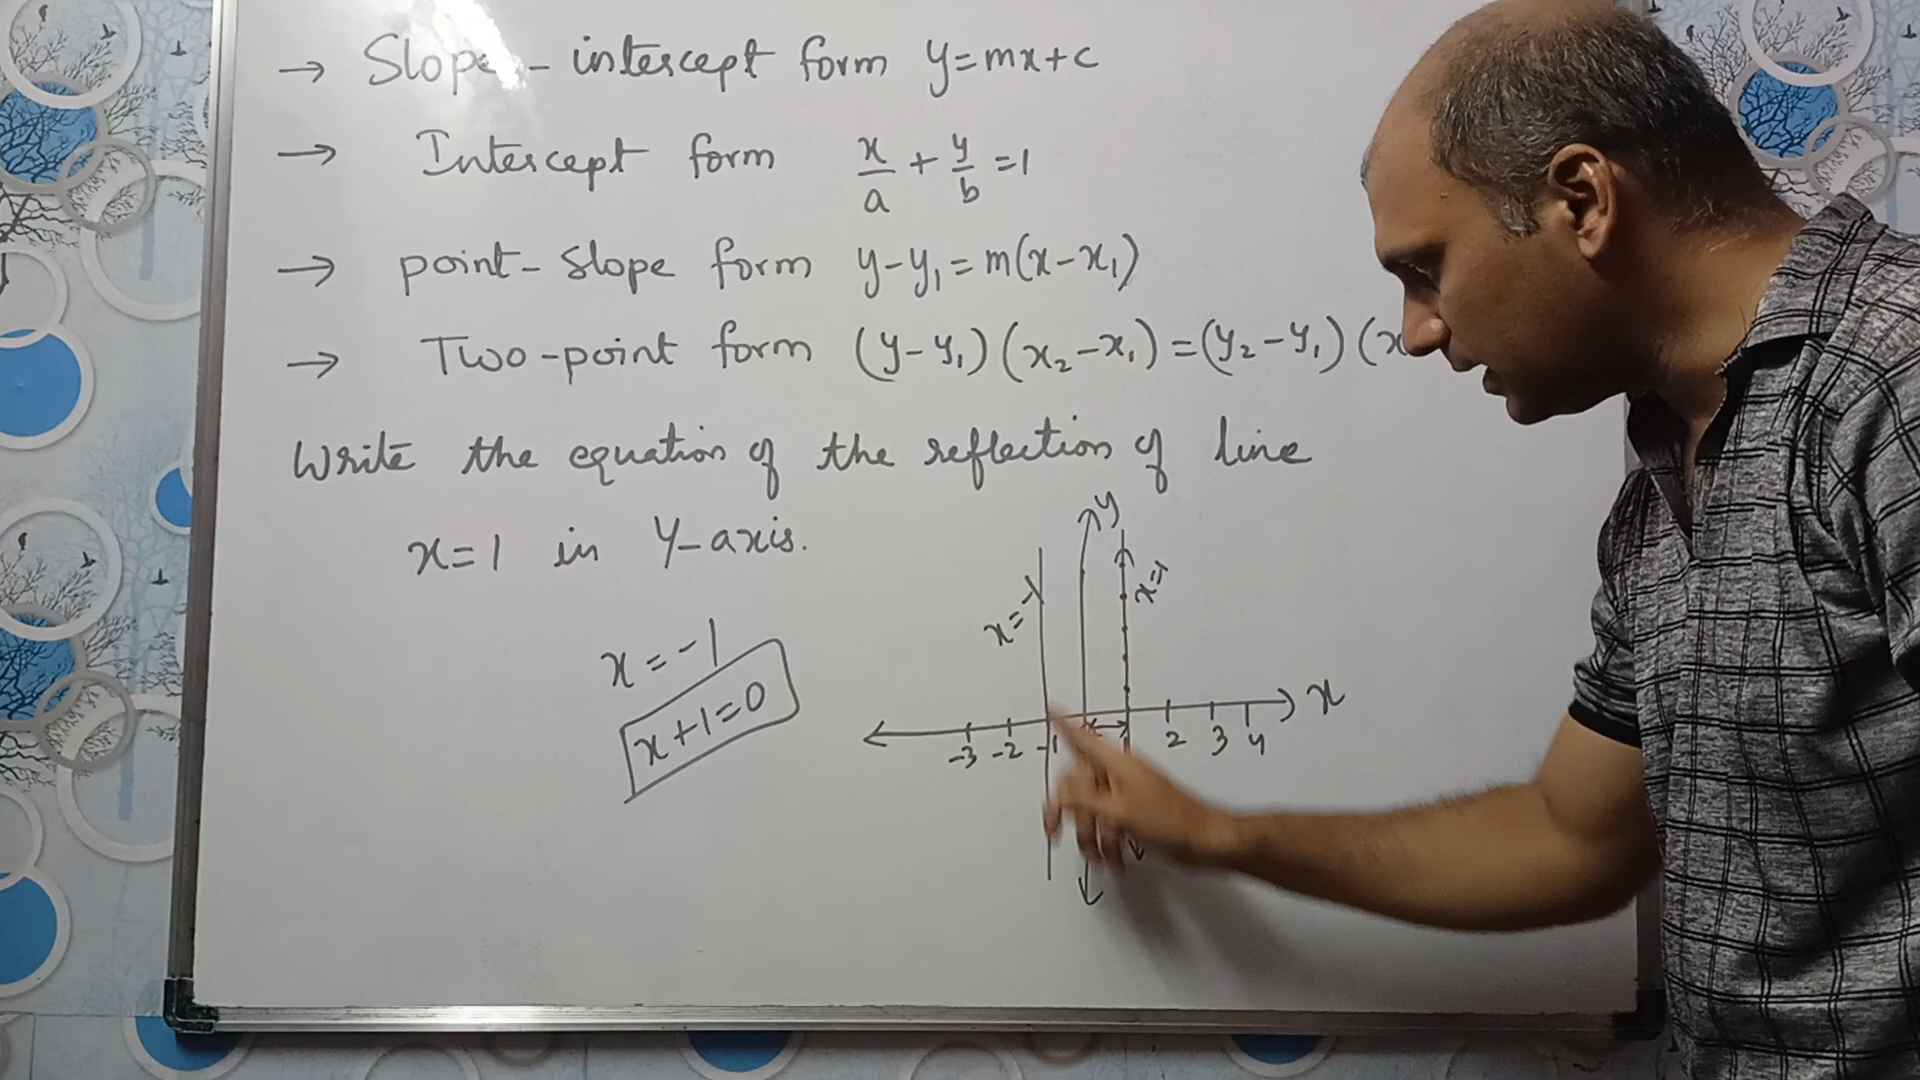 → Slope - intercept form y=mx+c
→ Intercept form x/a + y/b =1
→ point-slope form y-y₁=m(x-x₁)
→ Two-point form (y-y₁)(x₂-x₁)=(y₂-y₁)(x
Write the equation of the reflection of line
x=1 in Y-axis.
x=-1
x+1=0
y
x=-1
x=1
x
-3 -2 -1 1 2 3 4